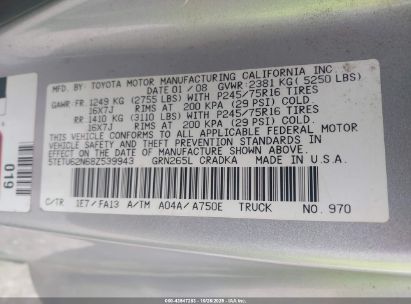 MFD. BY: TOYOTA MOTOR MANUFACTURING CALIFORNIA INC.
DATE 01/08 GVWR: 2381 KG (5250 LBS)
GAWR: FR. 1249 KG (2755 LBS) WITH P245/75R16 TIRES
16X7J RIMS AT 200 KPA (29 PSI) COLD.
RR. 1410 KG (3110 LBS) WITH P245/75R16 TIRES
16X7J RIMS AT 200 KPA (29 PSI) COLD.
THIS VEHICLE CONFORMS TO ALL APPLICABLE FEDERAL MOTOR
VEHICLE SAFETY AND THEFT PREVENTION STANDARDS IN
EFFECT ON THE DATE OF MANUFACTURE SHOWN ABOVE.
5TETU62N68Z539943 GRN265L CRADKA U.S.A.
C/TR 1E7/FA13 A/TM A04A/A750E TRUCK NO. 970
019